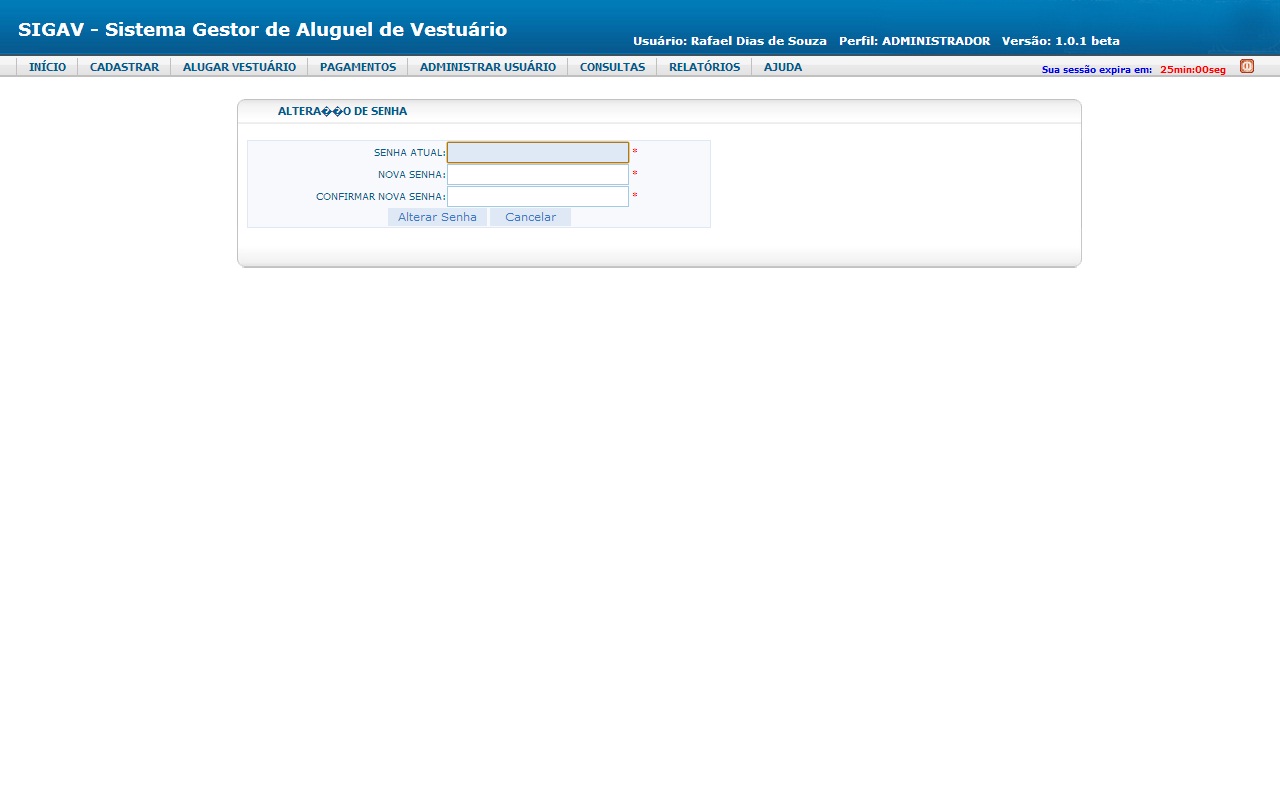 SIGAV - Sistema Gestor de Aluguel de Vestuário
Usuário: Rafael Dias de Souza Perfil: ADMINISTRADOR Versão: 1.0.1 beta
INÍCIO CADASTRAR ALUGAR VESTUÁRIO PAGAMENTOS ADMINISTRAR USUÁRIO CONSULTAS RELATÓRIOS AJUDA Sua sessão expira em: 25min:00seg
ALTERA��O DE SENHA
SENHA ATUAL: *
NOVA SENHA: *
CONFIRMAR NOVA SENHA: *
Alterar Senha Cancelar